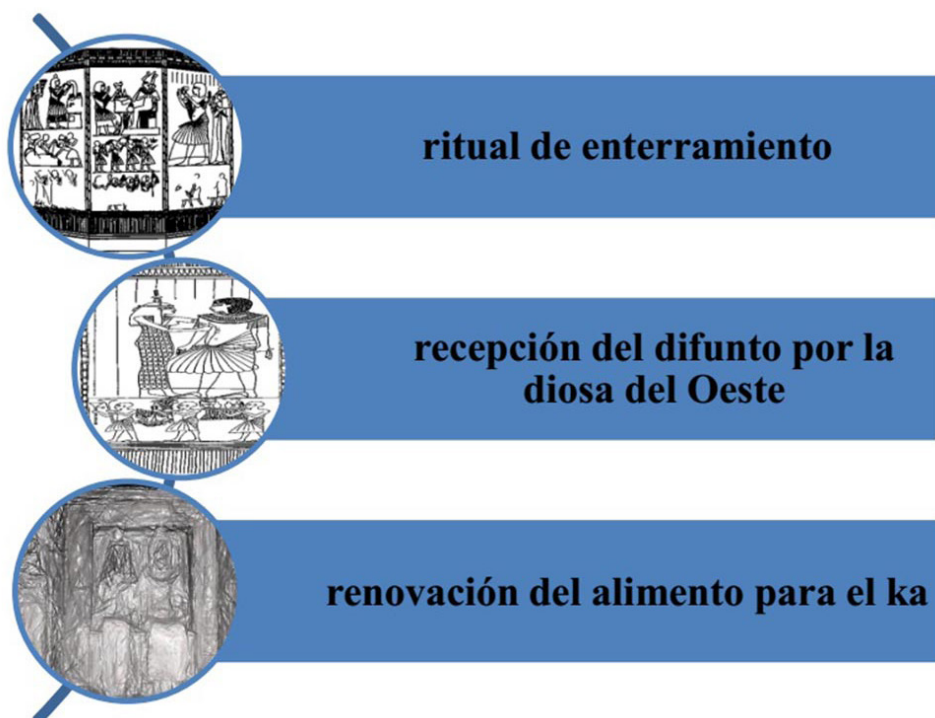 ritual de enterramiento
recepción del difunto por la
diosa del Oeste
renovación del alimento para el ka